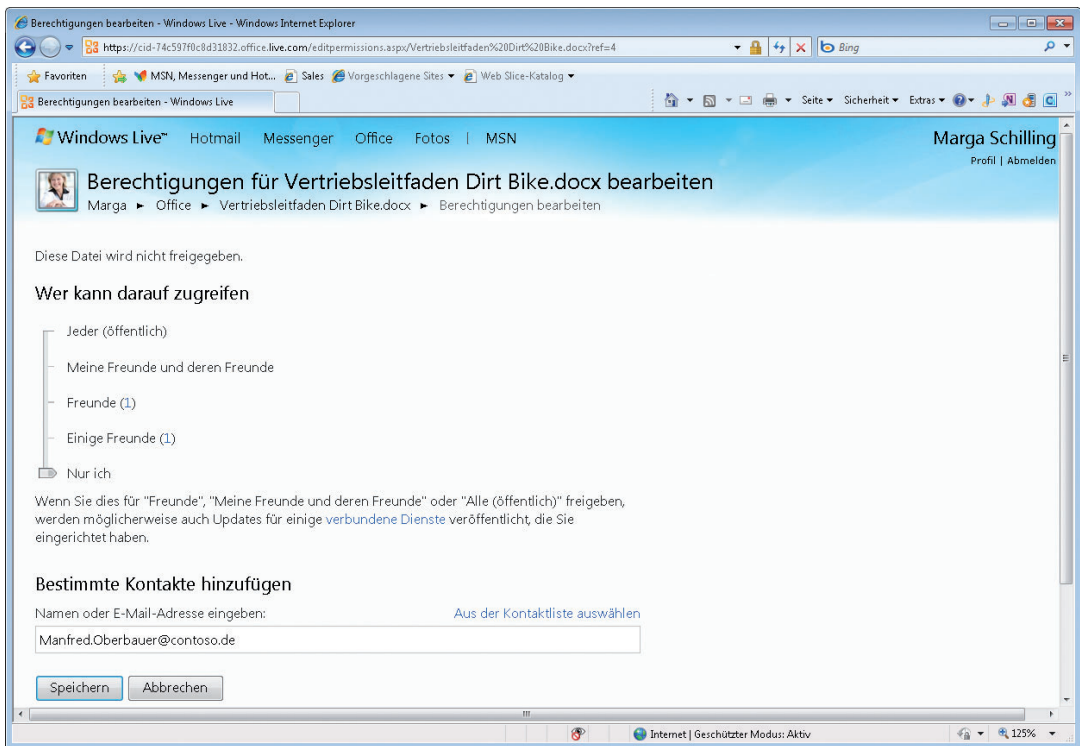 Berechtigungen bearbeiten - Windows Live - Windows Internet Explorer
https://cid-74c597f0c8d31832.office.live.com/editpermissions.aspx/Vertriebsleitfaden%20Dirt%20Bike.docx?ref=4
Bing
Favoriten MSN, Messenger und Hot... Sales Vorgeschlagene Sites Web Slice-Katalog
Berechtigungen bearbeiten - Windows Live
Seite Sicherheit Extras
Windows Live™ Hotmail Messenger Office Fotos | MSN
Marga Schilling
Profil | Abmelden
Berechtigungen für Vertriebsleitfaden Dirt Bike.docx bearbeiten
Marga ► Office ► Vertriebsleitfaden Dirt Bike.docx ► Berechtigungen bearbeiten
Diese Datei wird nicht freigegeben.
Wer kann darauf zugreifen
Jeder (öffentlich)
Meine Freunde und deren Freunde
Freunde (1)
Einige Freunde (1)
Nur ich
Wenn Sie dies für "Freunde", "Meine Freunde und deren Freunde" oder "Alle (öffentlich)" freigeben,
werden möglicherweise auch Updates für einige verbundene Dienste veröffentlicht, die Sie
eingerichtet haben.
Bestimmte Kontakte hinzufügen
Namen oder E-Mail-Adresse eingeben: Aus der Kontaktliste auswählen
Manfred.Oberbauer@contoso.de
Speichern Abbrechen
Internet | Geschützter Modus: Aktiv
125%